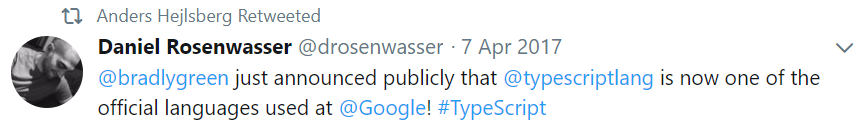 Anders Hejlsberg Retweeted
Daniel Rosenwasser @drosenwasser · 7 Apr 2017
@bradlygreen just announced publicly that @typescriptlang is now one of the
official languages used at @Google! #TypeScript